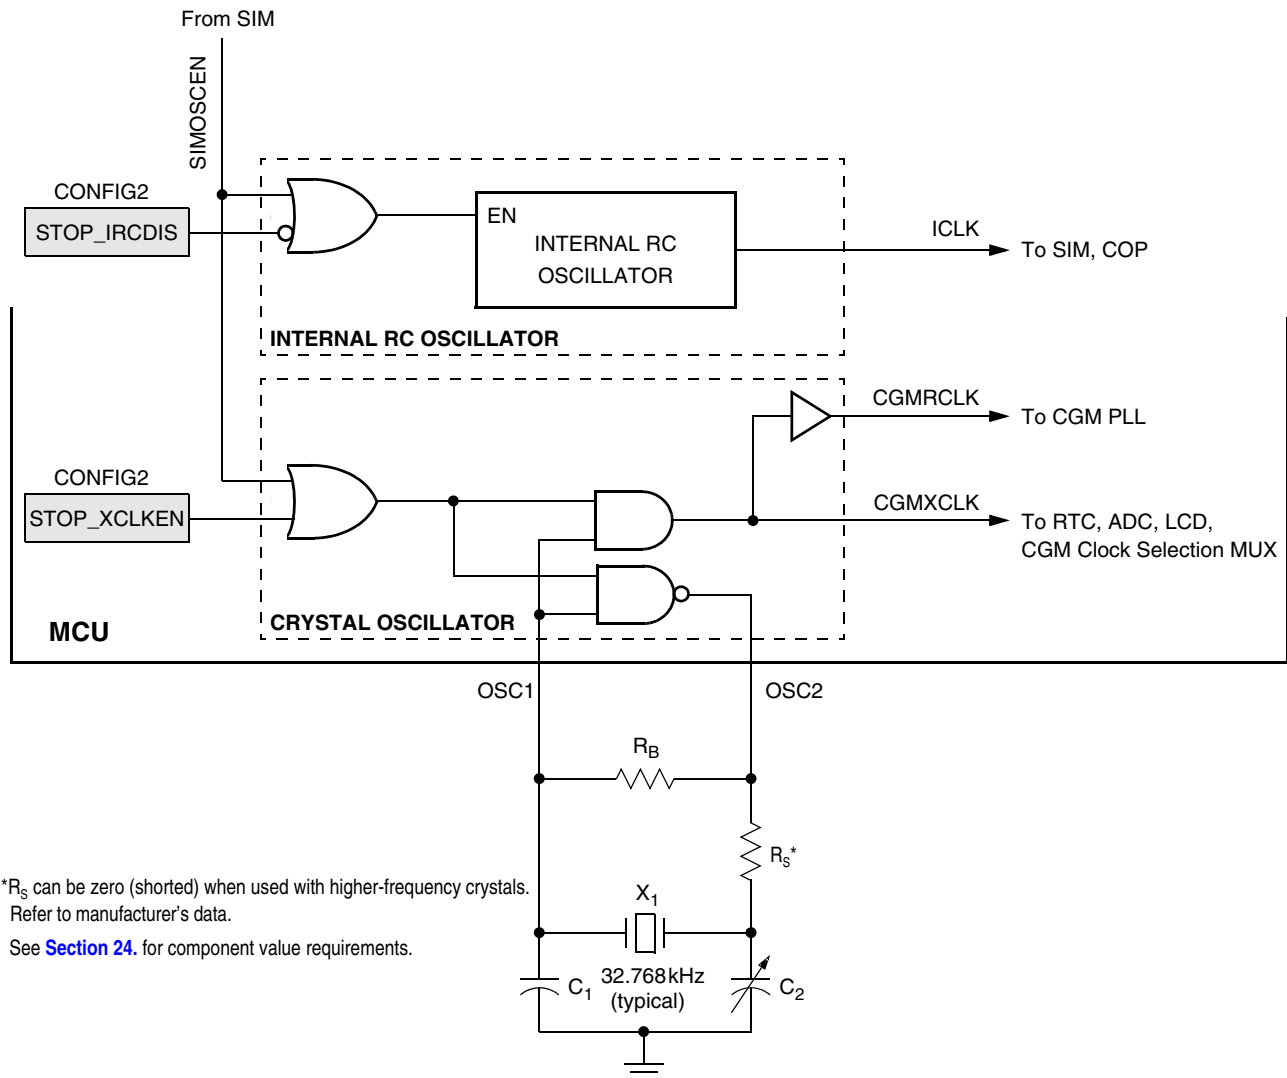 From SIM
SIMOSCEN
CONFIG2
STOP_IRCDIS
EN
INTERNAL RC
OSCILLATOR
ICLK
To SIM, COP
INTERNAL RC OSCILLATOR
CGMRCLK
To CGM PLL
CONFIG2
STOP_XCLKEN
CGMXCLK
To RTC, ADC, LCD,
CGM Clock Selection MUX
MCU
CRYSTAL OSCILLATOR
OSC1
OSC2
RB
RS*
*RS can be zero (shorted) when used with higher-frequency crystals.
Refer to manufacturer's data.
See Section 24. for component value requirements.
X1
32.768kHz
(typical)
C1
C2